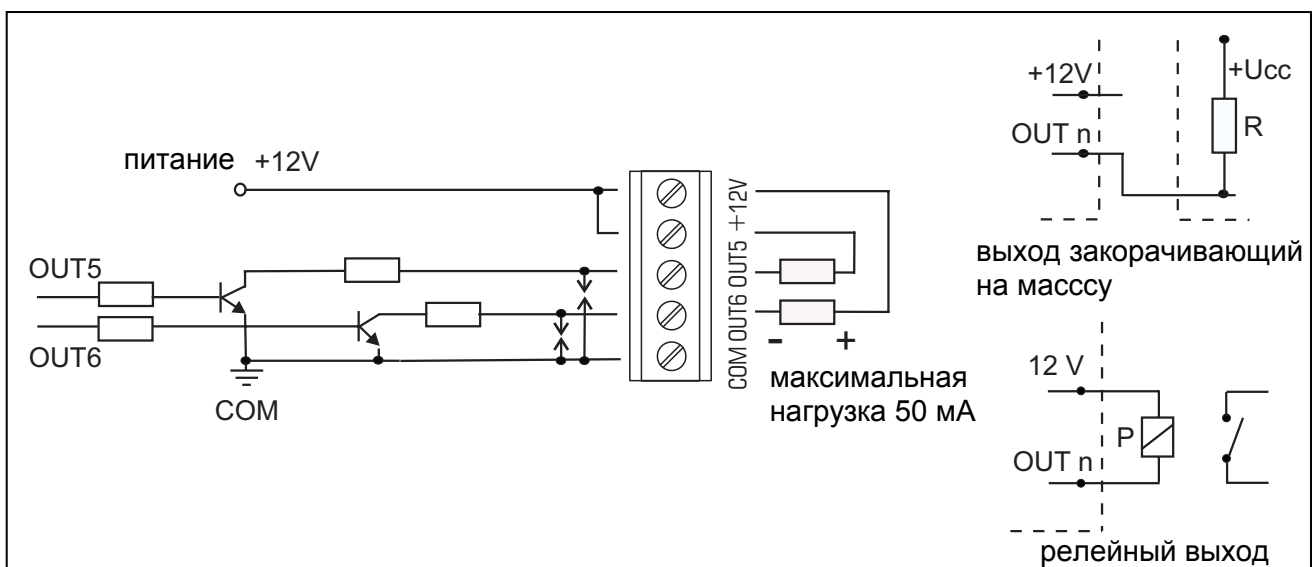 питание +12V
OUT5
OUT6
COM
COM OUT6 OUT5 +12V
- +
максимальная
нагрузка 50 мА
+12V
OUT n
+Ucc
R
выход закорачивающий
на масссу
12 V
P
OUT n
релейный выход